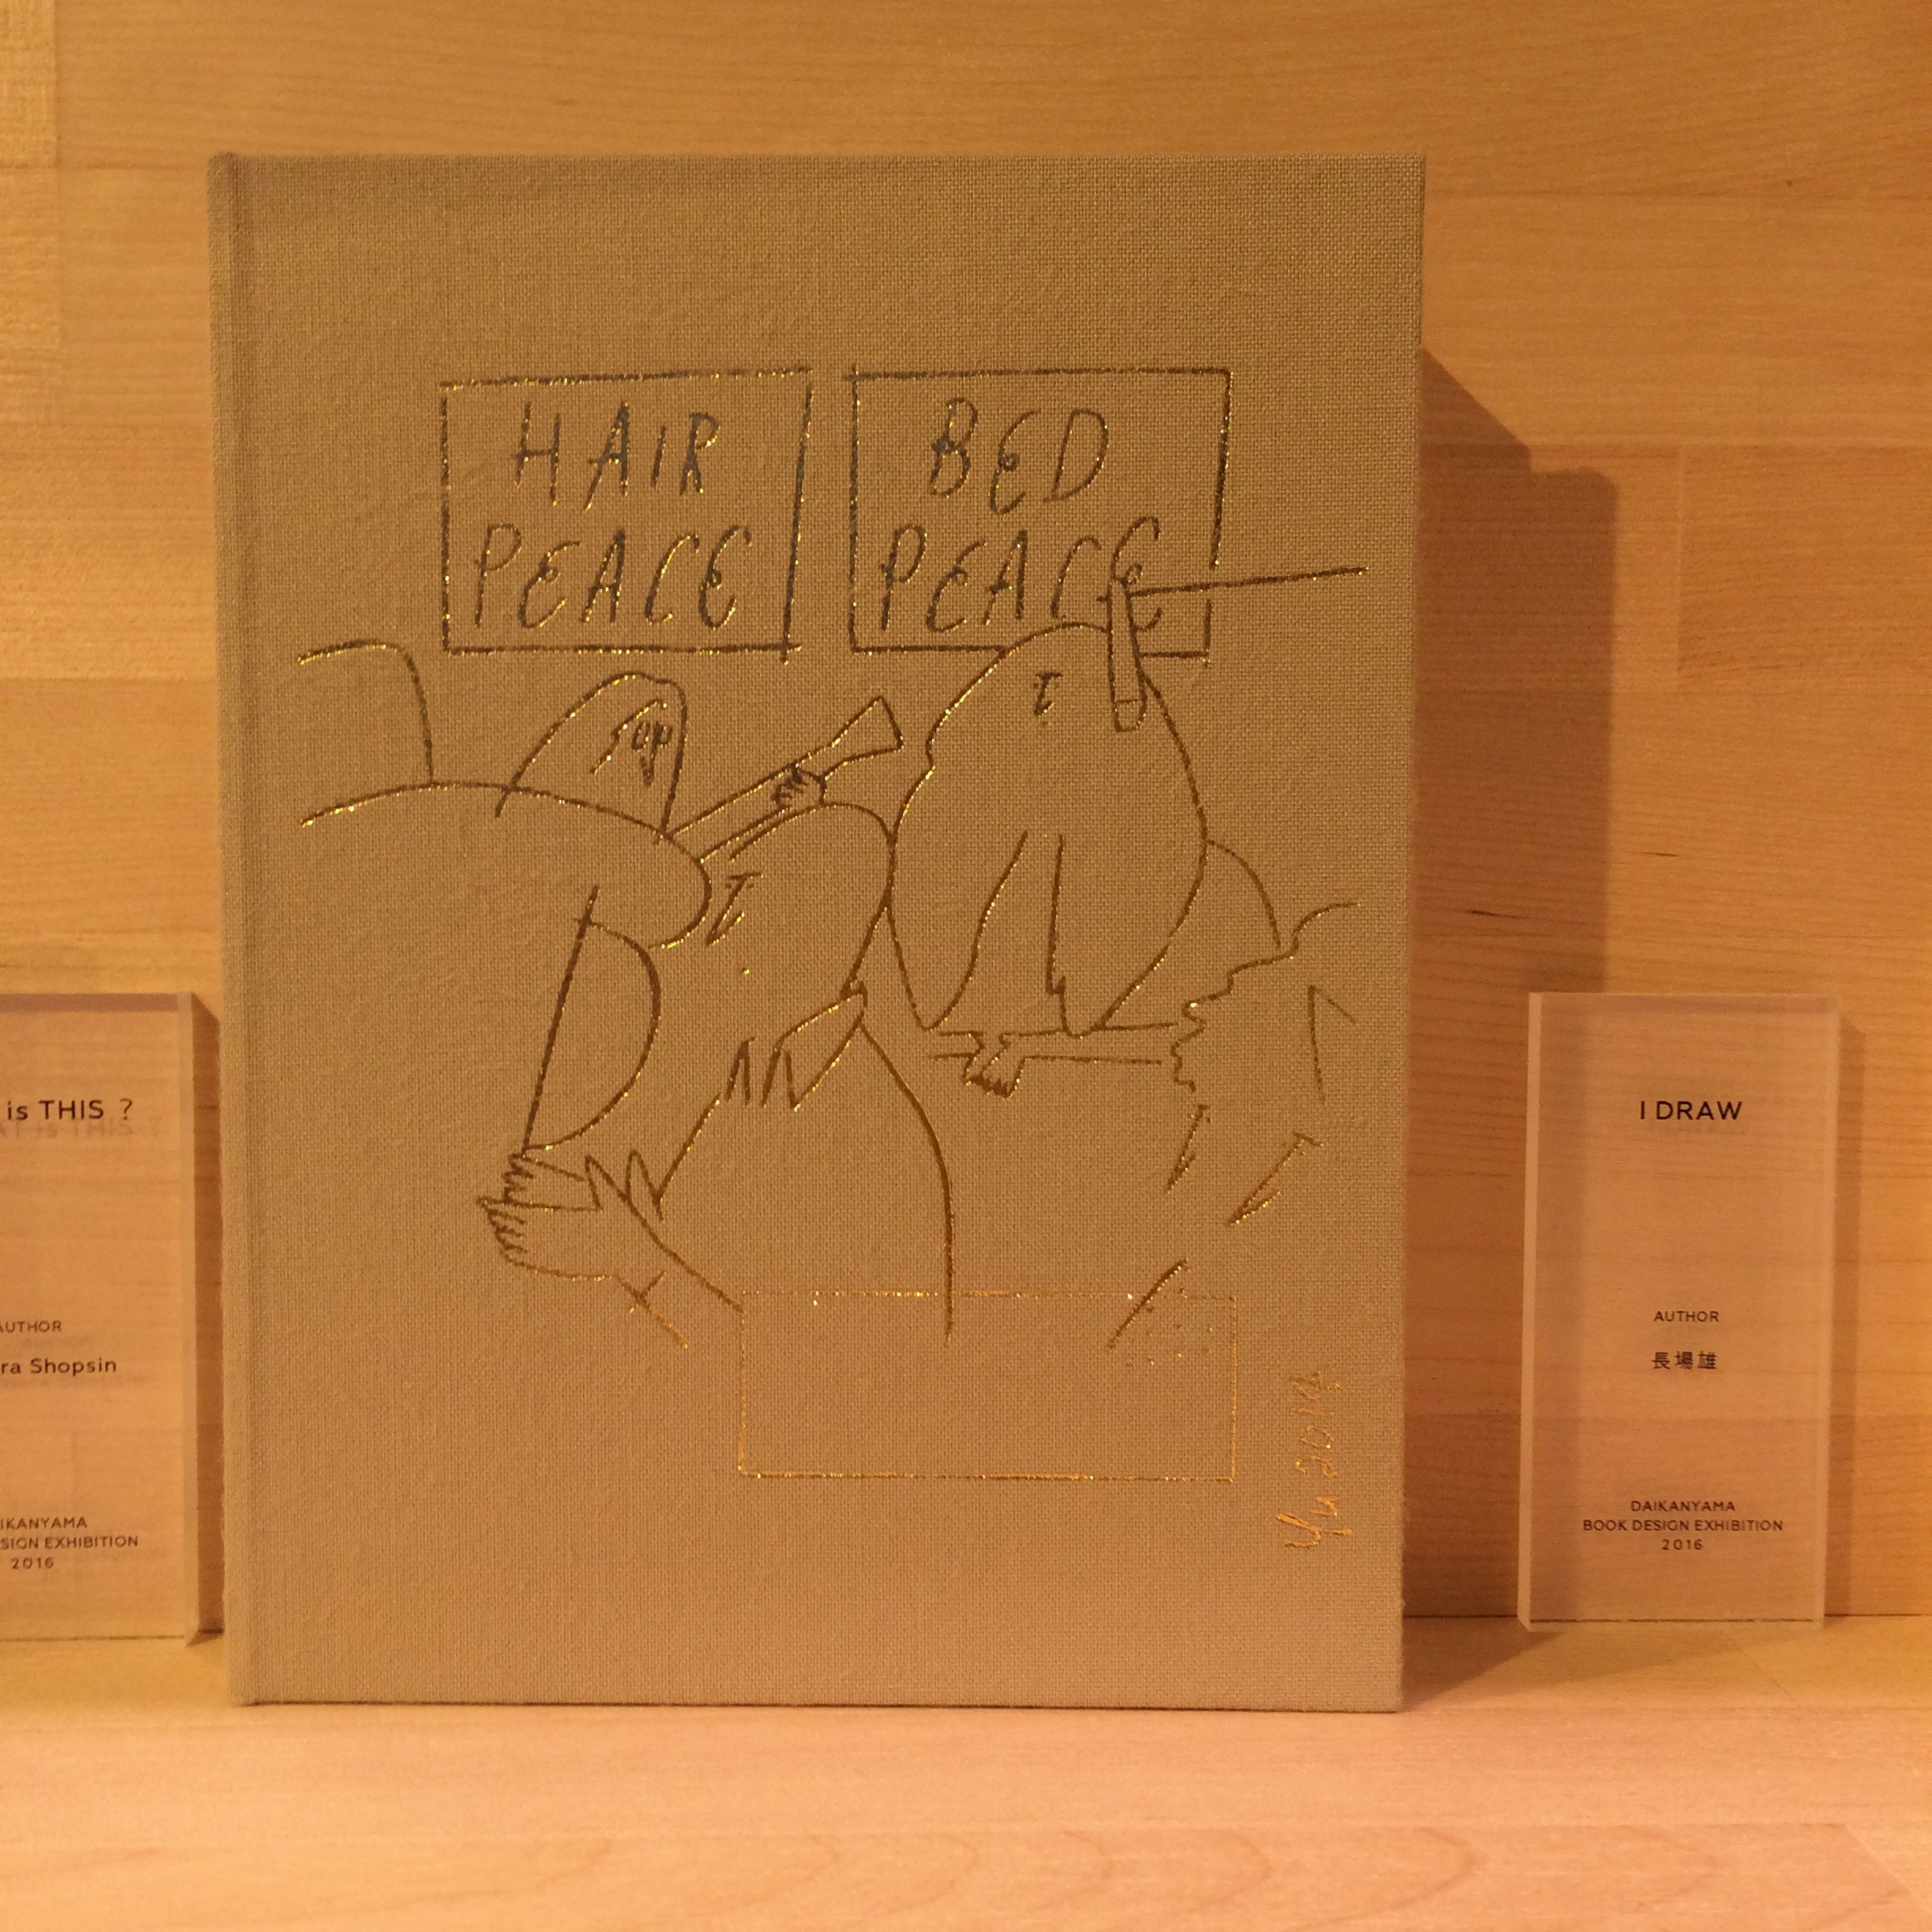 HAIR
PEACE
BED
PEACE
Yu 2014
is THIS ?
AUTHOR
ra Shopsin
IKANYAMA
SIGN EXHIBITION
2016
I DRAW
AUTHOR
長場雄
DAIKANYAMA
BOOK DESIGN EXHIBITION
2016